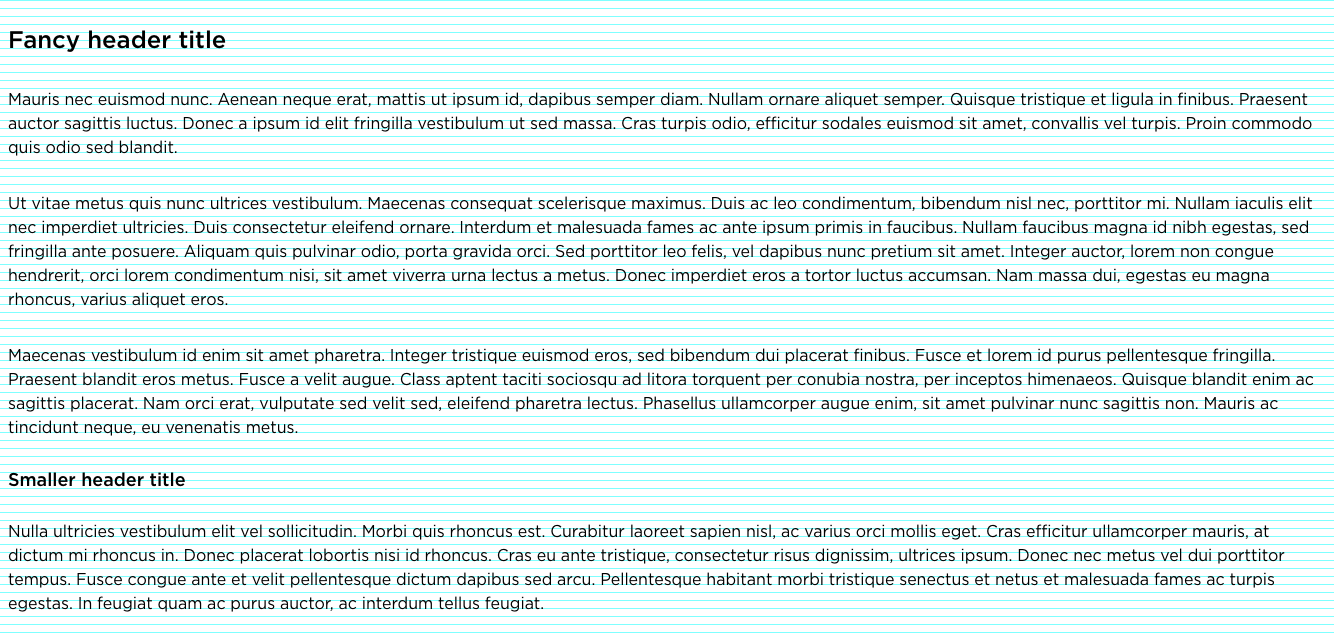 Fancy header title
Mauris nec euismod nunc. Aenean neque erat, mattis ut ipsum id, dapibus semper diam. Nullam ornare aliquet semper. Quisque tristique et ligula in finibus. Praesent
auctor sagittis luctus. Donec a ipsum id elit fringilla vestibulum ut sed massa. Cras turpis odio, efficitur sodales euismod sit amet, convallis vel turpis. Proin commodo
quis odio sed blandit.
Ut vitae metus quis nunc ultrices vestibulum. Maecenas consequat scelerisque maximus. Duis ac leo condimentum, bibendum nisl nec, porttitor mi. Nullam iaculis elit
nec imperdiet ultricies. Duis consectetur eleifend ornare. Interdum et malesuada fames ac ante ipsum primis in faucibus. Nullam faucibus magna id nibh egestas, sed
fringilla ante posuere. Aliquam quis pulvinar odio, porta gravida orci. Sed porttitor leo felis, vel dapibus nunc pretium sit amet. Integer auctor, lorem non congue
hendrerit, orci lorem condimentum nisi, sit amet viverra urna lectus a metus. Donec imperdiet eros a tortor luctus accumsan. Nam massa dui, egestas eu magna
rhoncus, varius aliquet eros.
Maecenas vestibulum id enim sit amet pharetra. Integer tristique euismod eros, sed bibendum dui placerat finibus. Fusce et lorem id purus pellentesque fringilla.
Praesent blandit eros metus. Fusce a velit augue. Class aptent taciti sociosqu ad litora torquent per conubia nostra, per inceptos himenaeos. Quisque blandit enim ac
sagittis placerat. Nam orci erat, vulputate sed velit sed, eleifend pharetra lectus. Phasellus ullamcorper augue enim, sit amet pulvinar nunc sagittis non. Mauris ac
tincidunt neque, eu venenatis metus.
Smaller header title
Nulla ultricies vestibulum elit vel sollicitudin. Morbi quis rhoncus est. Curabitur laoreet sapien nisl, ac varius orci mollis eget. Cras efficitur ullamcorper mauris, at
dictum mi rhoncus in. Donec placerat lobortis nisi id rhoncus. Cras eu ante tristique, consectetur risus dignissim, ultrices ipsum. Donec nec metus vel dui porttitor
tempus. Fusce congue ante et velit pellentesque dictum dapibus sed arcu. Pellentesque habitant morbi tristique senectus et netus et malesuada fames ac turpis
egestas. In feugiat quam ac purus auctor, ac interdum tellus feugiat.